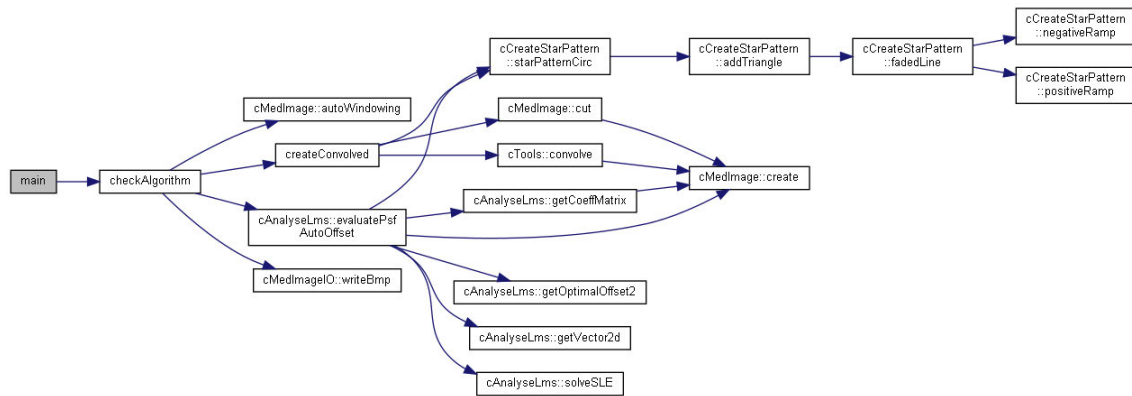 main
checkAlgorithm
cMedImage::autoWindowing
createConvolved
cAnalyseLms::evaluatePsf
AutoOffset
cMedImageIO::writeBmp
cCreateStarPattern
::starPatternCirc
cMedImage::cut
cTools::convolve
cAnalyseLms::getCoeffMatrix
cAnalyseLms::getOptimalOffset2
cAnalyseLms::getVector2d
cAnalyseLms::solveSLE
cCreateStarPattern
::addTriangle
cMedImage::create
cCreateStarPattern
::fadedLine
cCreateStarPattern
::negativeRamp
cCreateStarPattern
::positiveRamp